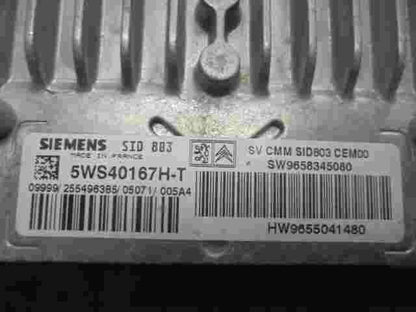 SIEMENS SID 803
MADE IN FRANCE
5WS40167H-T
09999/255496385/05071/005A4
SV CMM SID803 CEM00
SW9658345080
HW9655041480